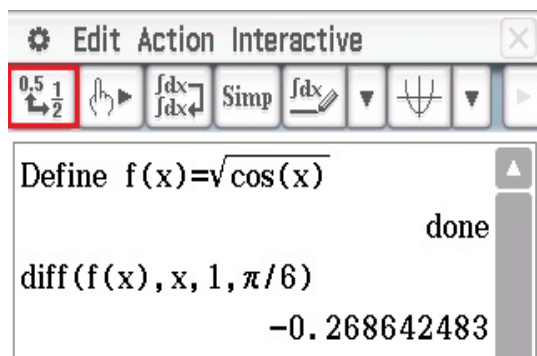 Edit Action Interactive
0.5 1/2 ∫dx ∫dx Simp ∫dx
Define f(x)=√cos(x)
done
diff(f(x),x,1,π/6)
-0.268642483